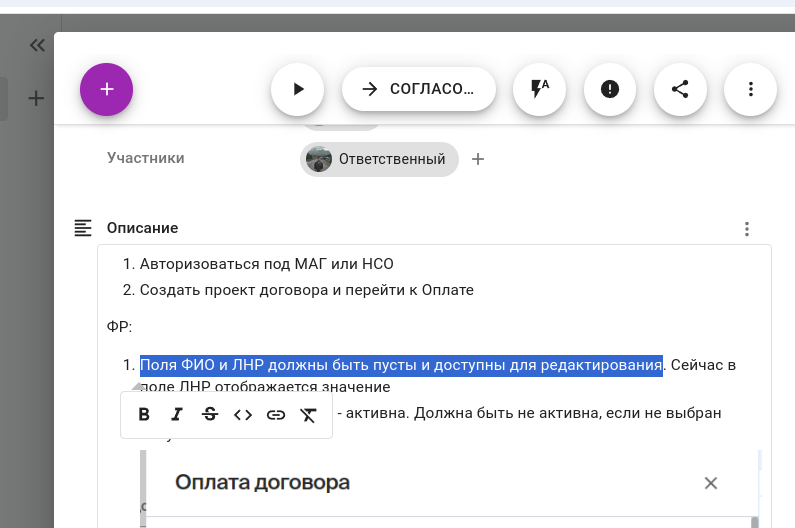 СОГЛАСО...
A
Участники
Ответственный
Описание
1. Авторизоваться под МАГ или НСО
2. Создать проект договора и перейти к Оплате
ФР:
1. Поля ФИО и ЛНР должны быть пусты и доступны для редактирования. Сейчас в
поле ЛНР отображается значение
- активна. Должна быть не активна, если не выбран
B I S <>
Оплата договора